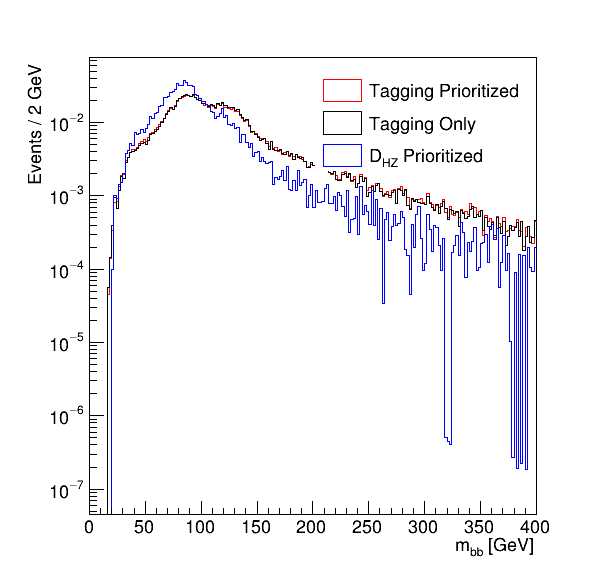 Events / 2 GeV
Tagging Prioritized
Tagging Only
D_HZ Prioritized
10^−2
10^−3
10^−4
10^−5
10^−6
10^−7
0 50 100 150 200 250 300 350 400
m_bb [GeV]